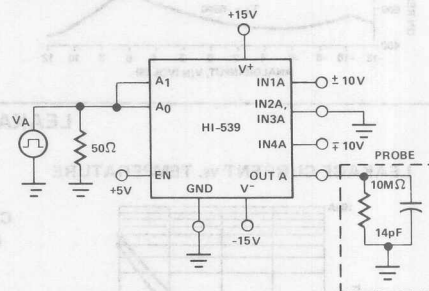 +15V
V+
A1
A0
VA
50Ω
EN
+5V
HI-539
IN1A
± 10V
IN2A,
IN3A
IN4A
∓ 10V
OUT A
GND
V−
-15V
PROBE
10MΩ
14pF